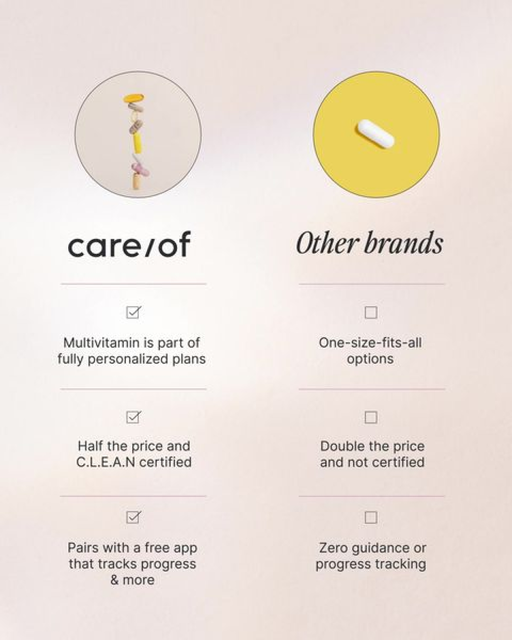 care/of
Other brands
Multivitamin is part of
fully personalized plans
One-size-fits-all
options
Half the price and
C.L.E.A.N certified
Double the price
and not certified
Pairs with a free app
that tracks progress
& more
Zero guidance or
progress tracking